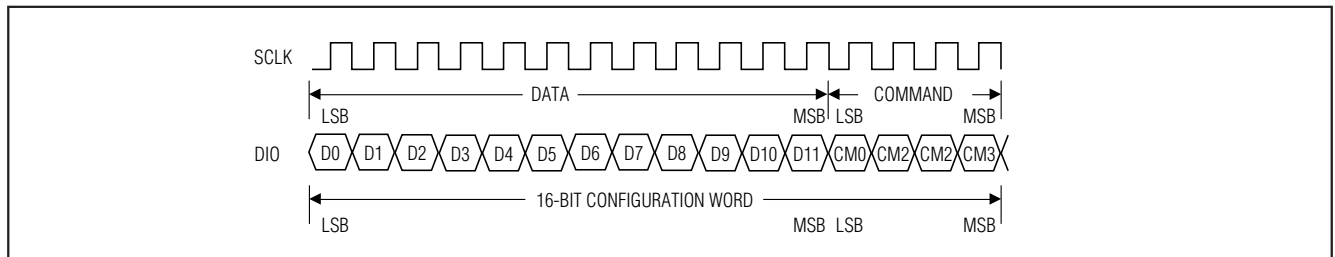 SCLK
DATA COMMAND
LSB MSB LSB MSB
DIO D0 D1 D2 D3 D4 D5 D6 D7 D8 D9 D10 D11 CM0 CM2 CM2 CM3
16-BIT CONFIGURATION WORD
LSB MSB LSB MSB